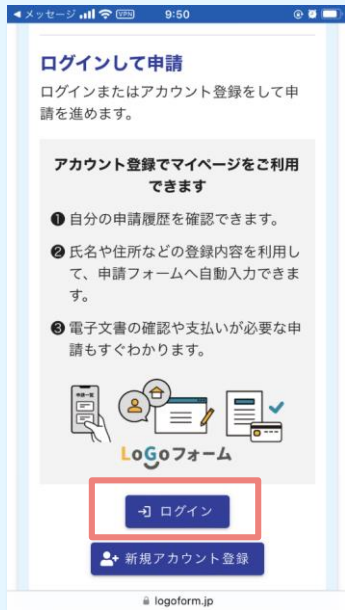 ◀メッセージ VPN 9:50
ログインして申請
ログインまたはアカウント登録をして申
請を進めます。
アカウント登録でマイページをご利用
できます
❶ 自分の申請履歴を確認できます。
❷ 氏名や住所などの登録内容を利用し
て、申請フォームへ自動入力できま
す。
❸ 電子文書の確認や支払いが必要な申
請もすぐわかります。
申請一覧
LoGoフォーム
ログイン
新規アカウント登録
logoform.jp